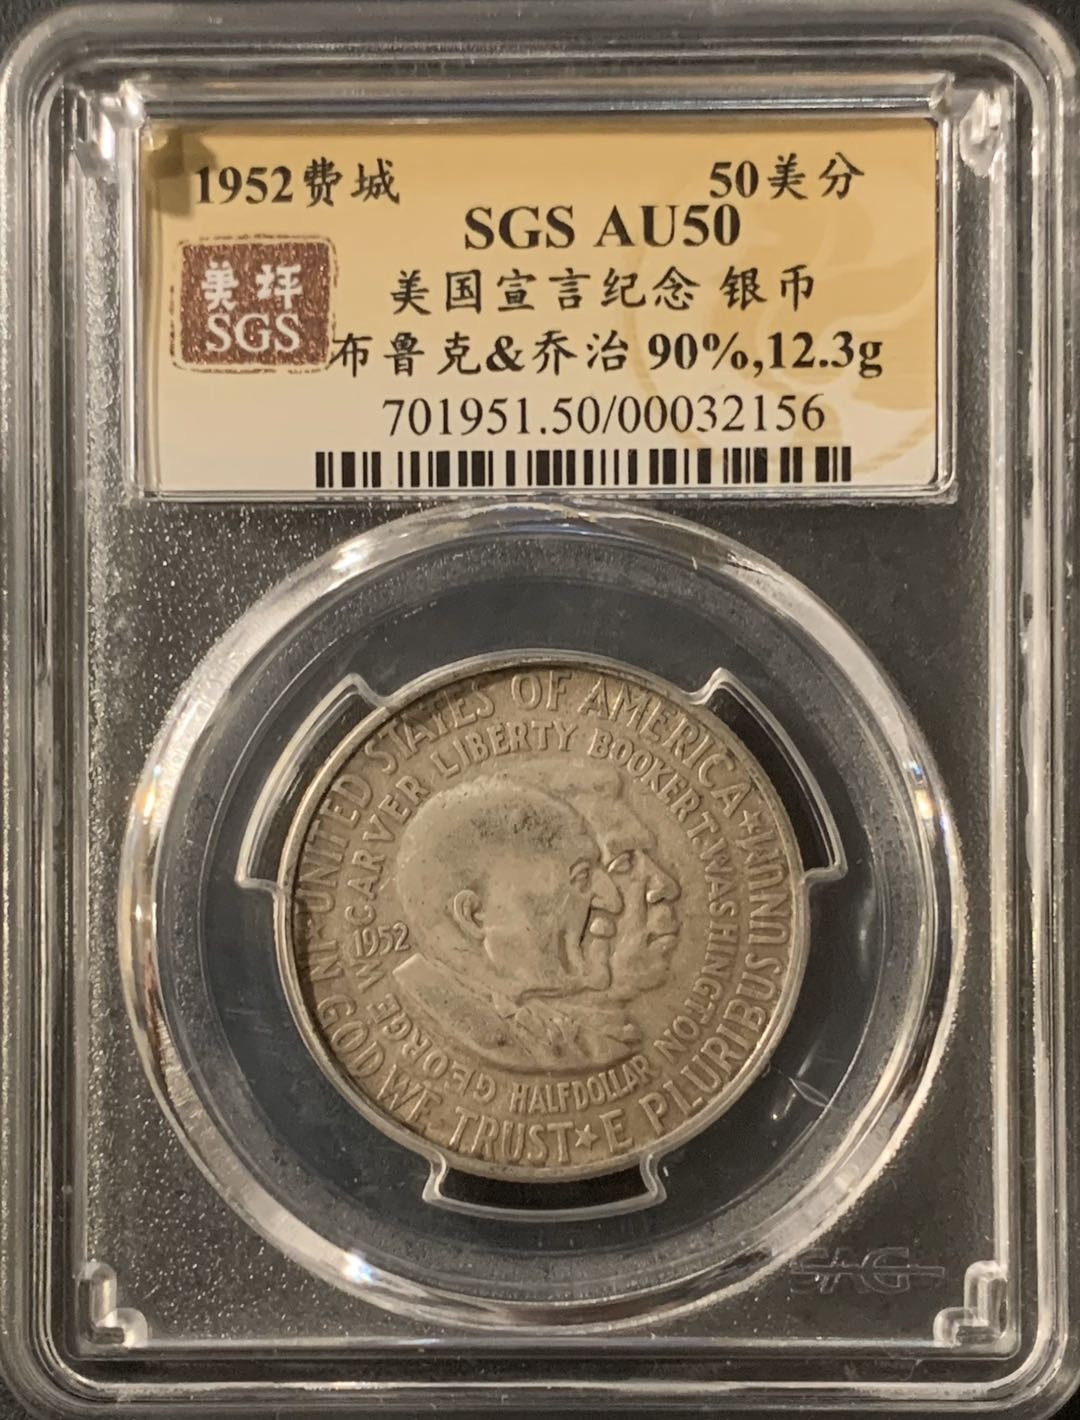 1952费城 50美分
SGS AU50
美国宣言纪念 银币
美评
SGS
布鲁克&乔治 90%,12.3g
701951.50/00032156
UNITED STATES OF AMERICA ★ E PLURIBUS UNUM ★ IN GOD WE TRUST
GEORGE W. CARVER LIBERTY BOOKER T. WASHINGTON
1952
HALF DOLLAR
SAG